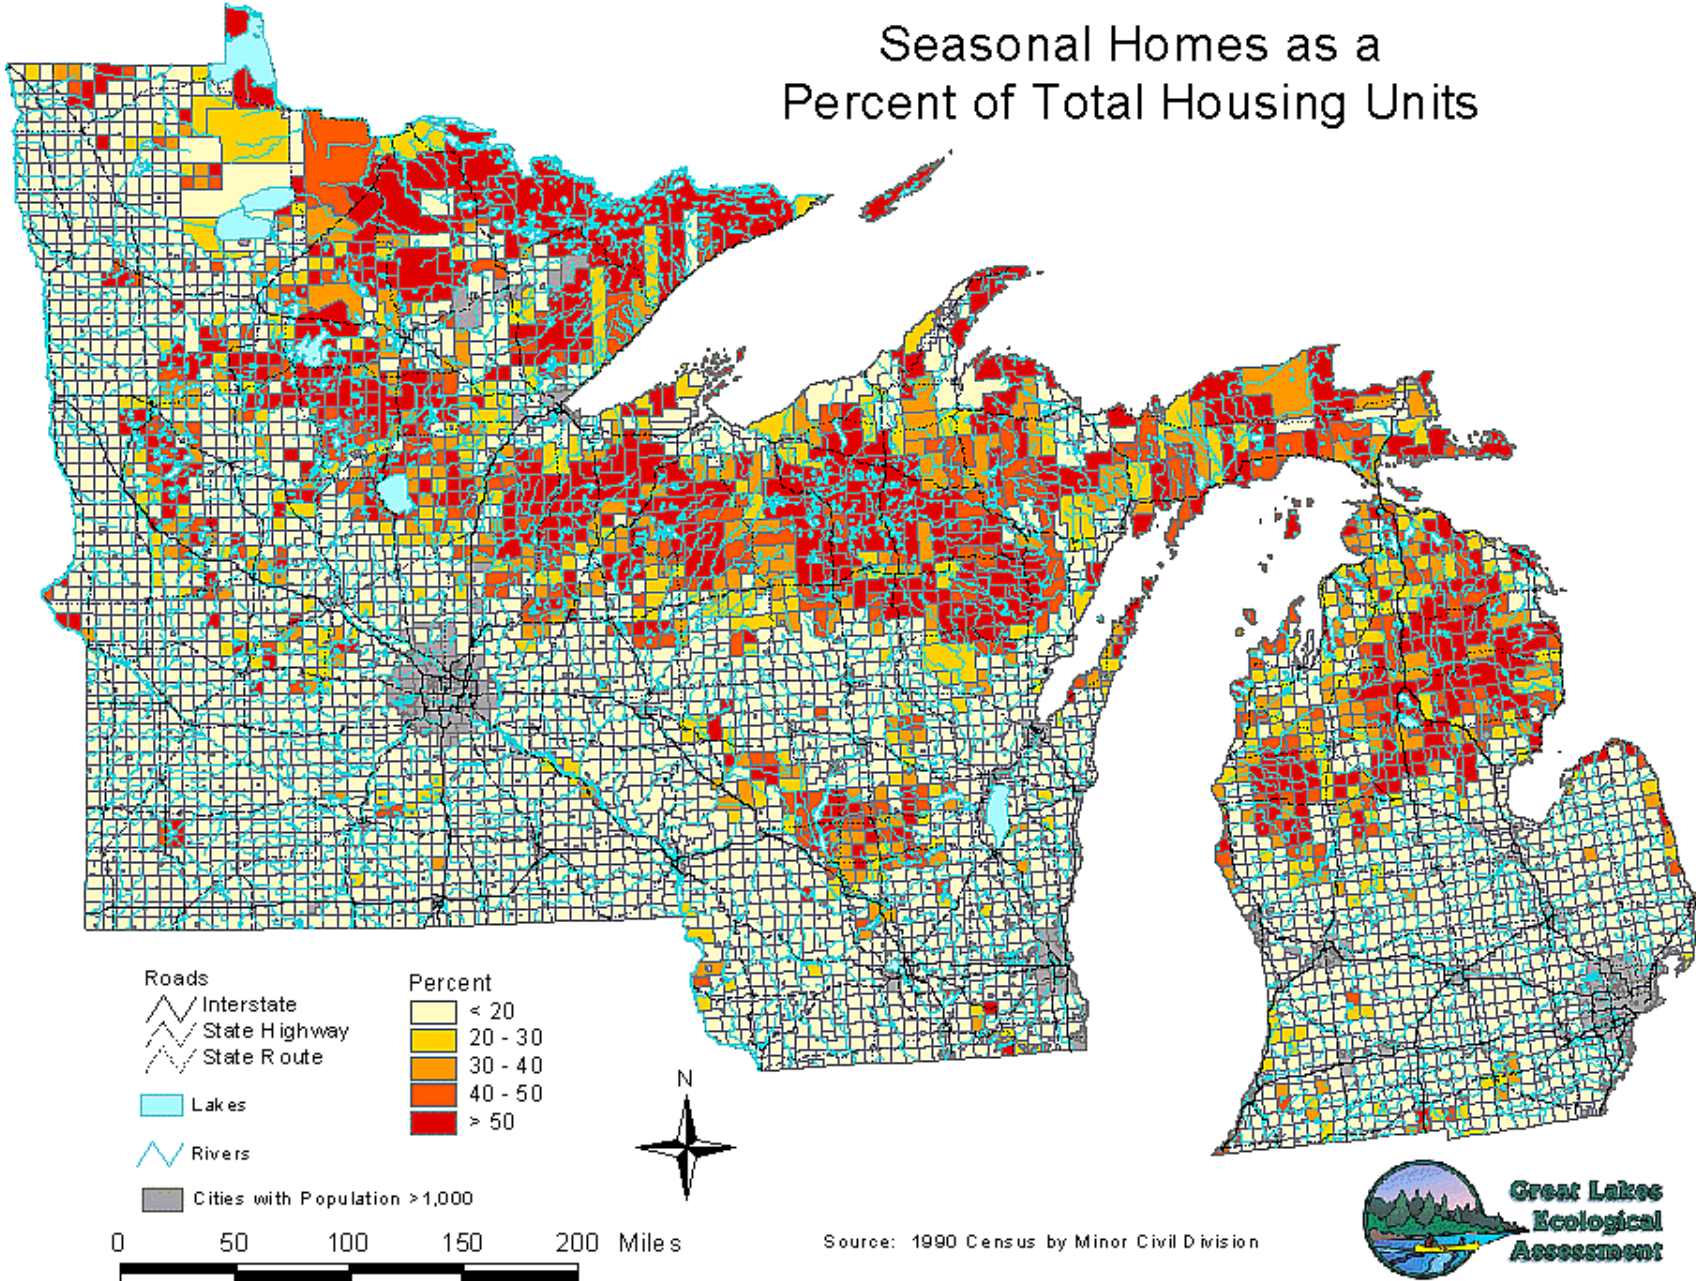 Seasonal Homes as a
Percent of Total Housing Units
Roads
Interstate
State Highway
State Route
Lakes
Rivers
Cities with Population >1,000
Percent
< 20
20 - 30
30 - 40
40 - 50
> 50
N
0 50 100 150 200 Miles
Source: 1990 Census by Minor Civil Division
Great Lakes
Ecological
Assessment